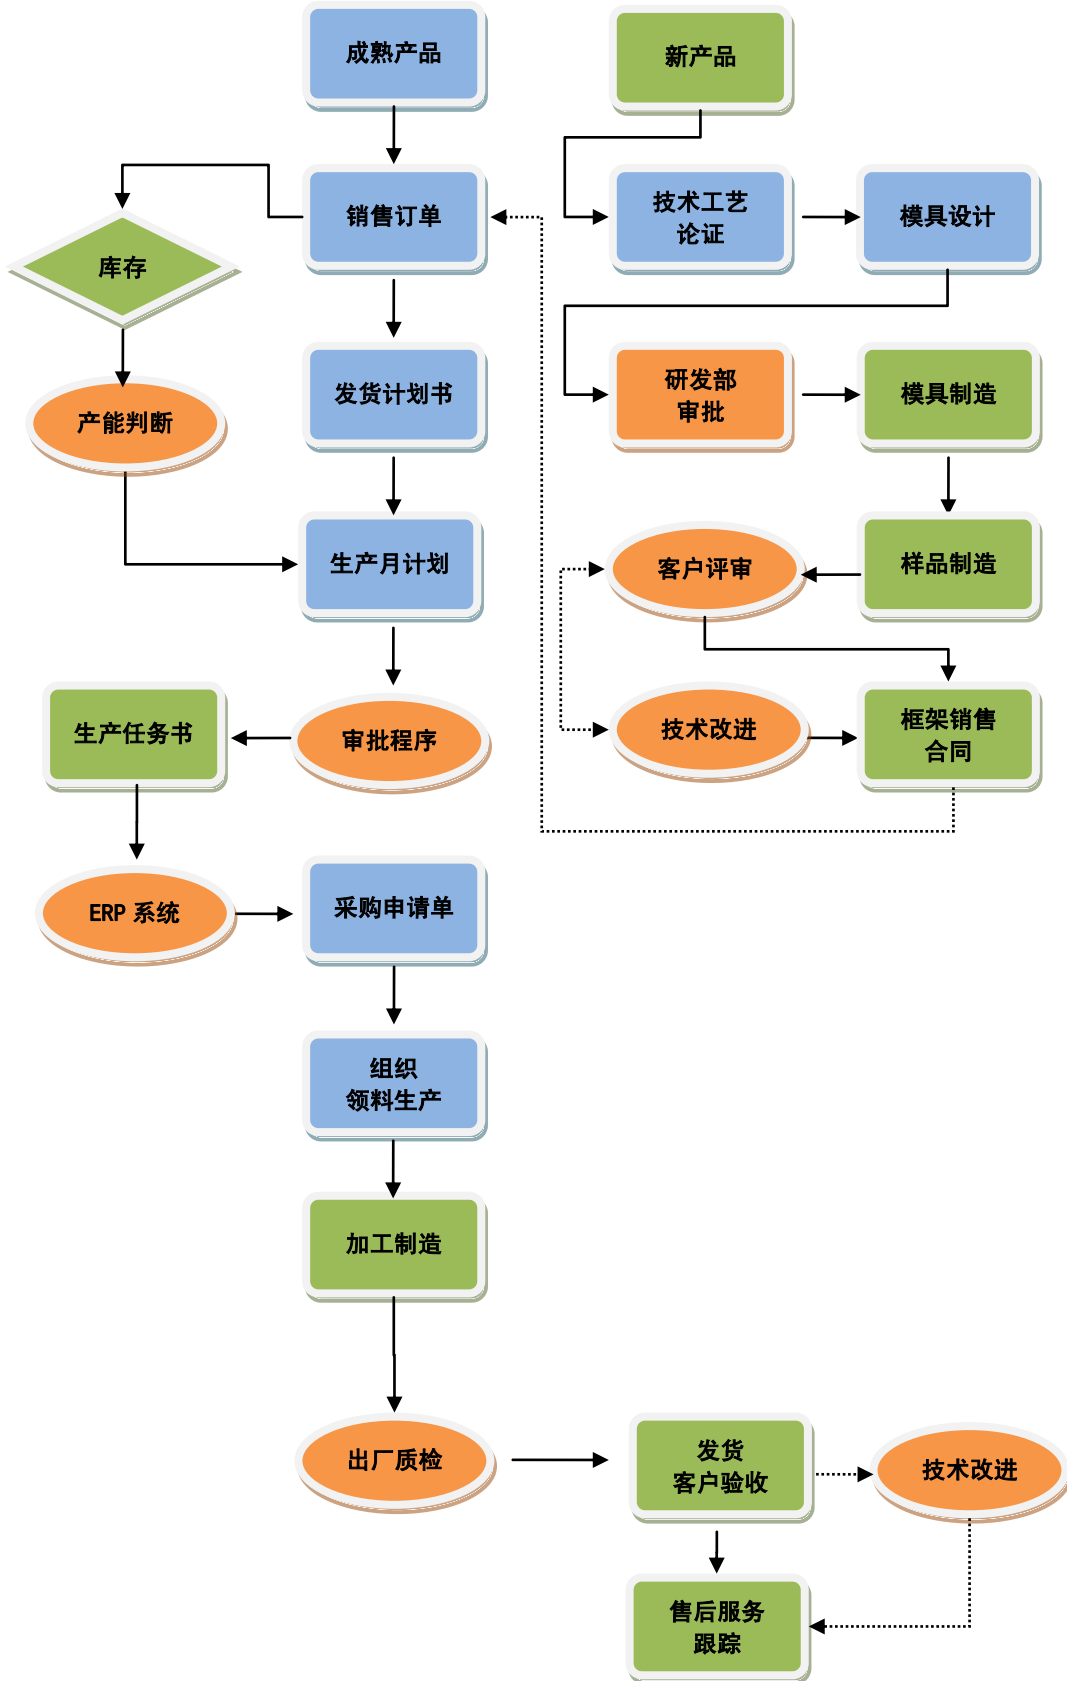 成熟产品
新产品
销售订单
技术工艺
论证
模具设计
库存
发货计划书
研发部
审批
模具制造
产能判断
生产月计划
客户评审
样品制造
生产任务书
审批程序
技术改进
框架销售
合同
ERP 系统
采购申请单
组织
领料生产
加工制造
出厂质检
发货
客户验收
技术改进
售后服务
跟踪